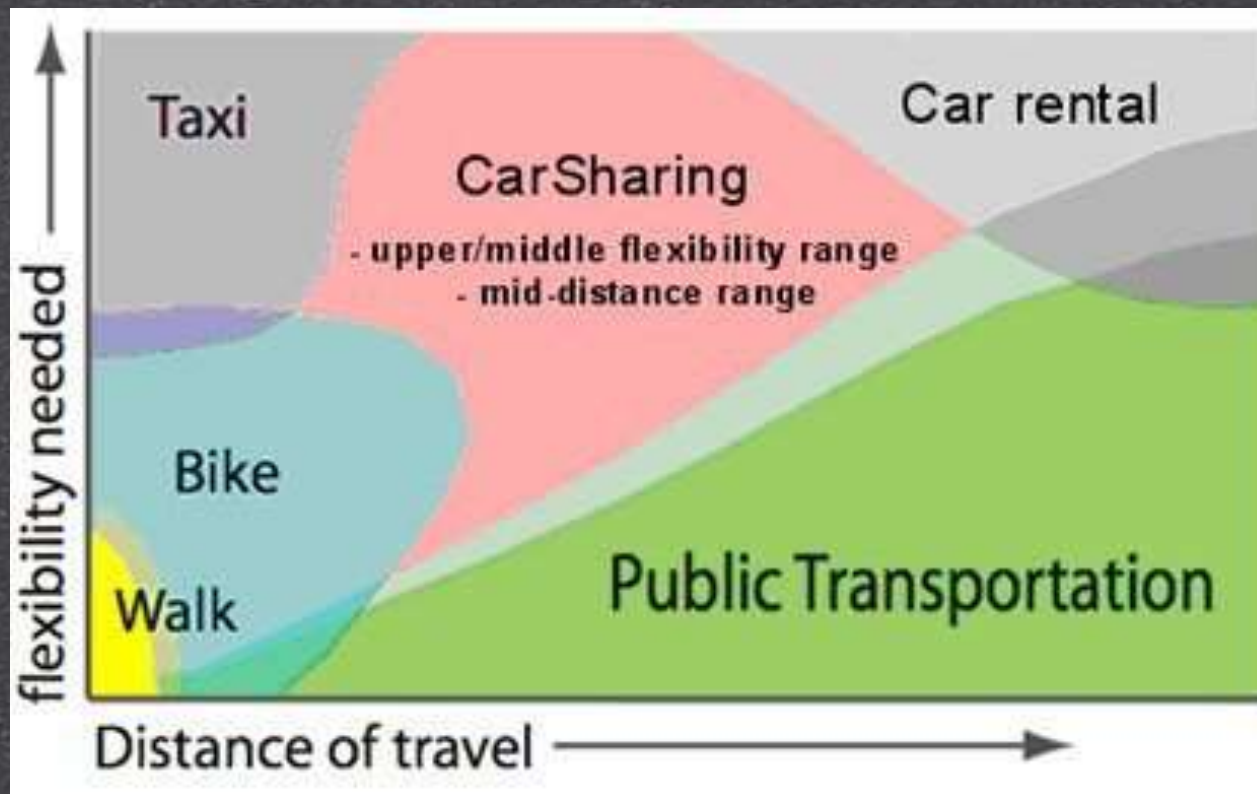 Taxi
Car rental
CarSharing
- upper/middle flexibility range
- mid-distance range
Bike
Walk
Public Transportation
flexibility needed
Distance of travel